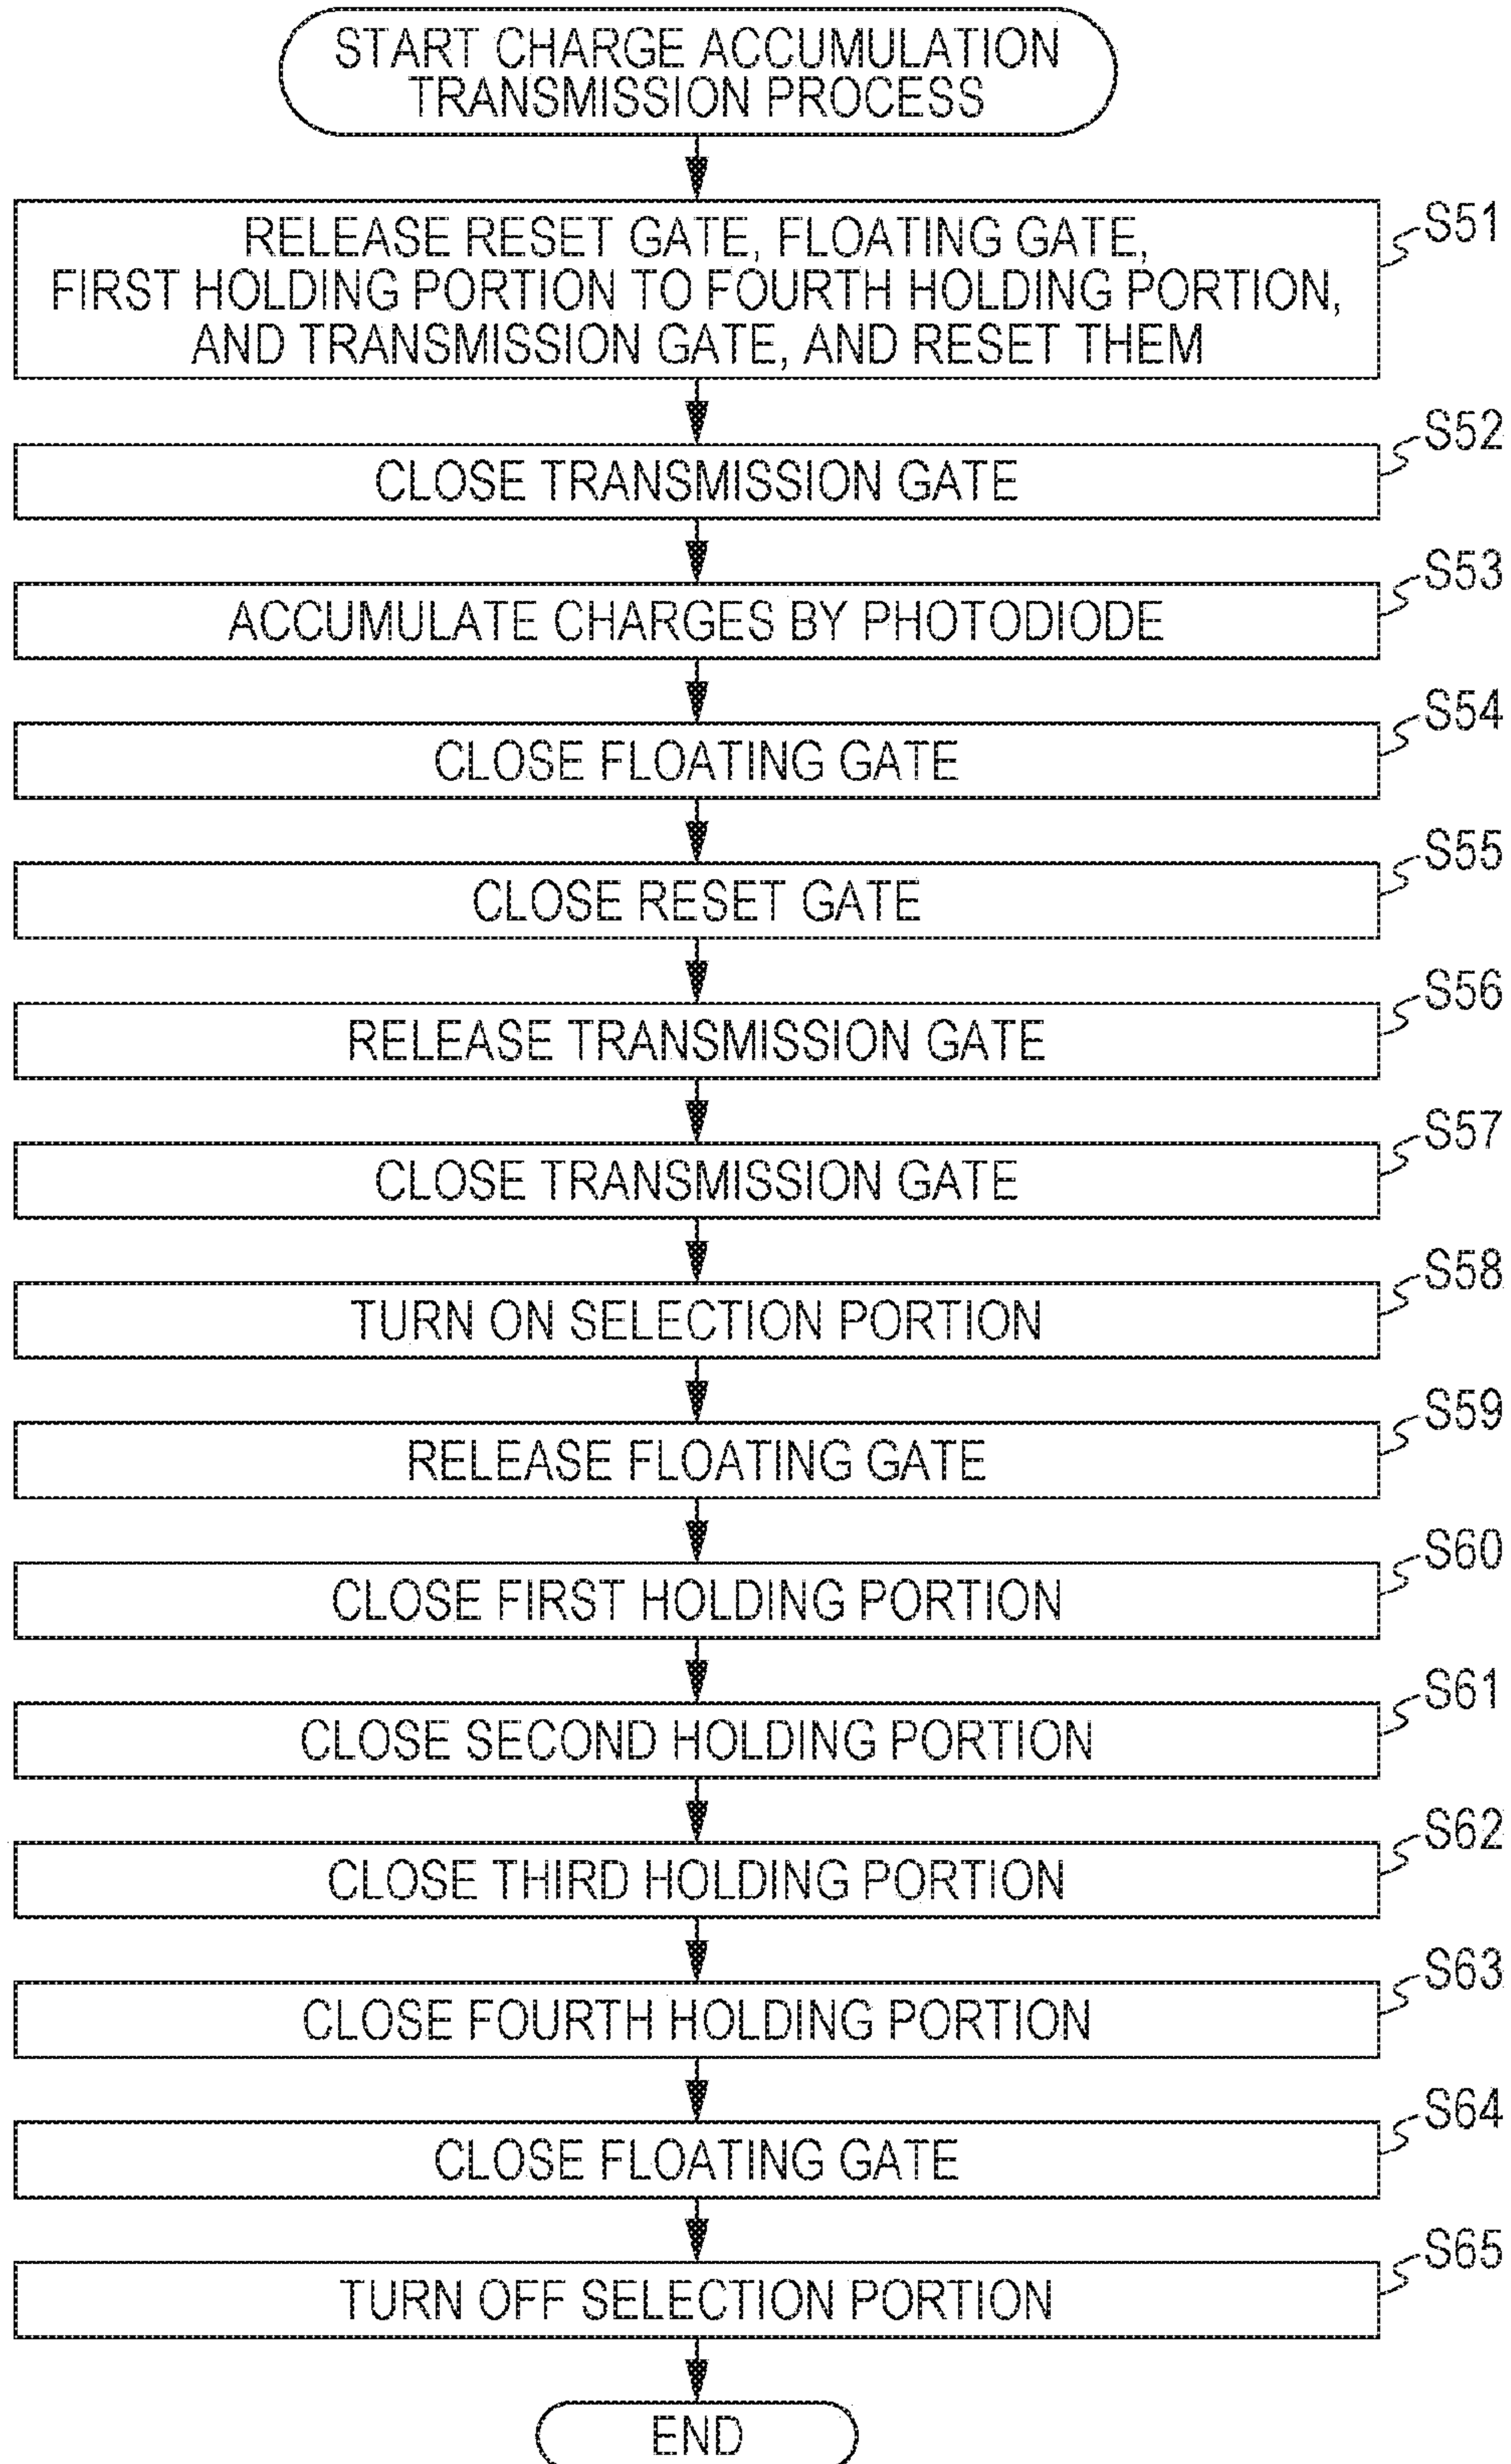 START CHARGE ACCUMULATION
TRANSMISSION PROCESS
RELEASE RESET GATE, FLOATING GATE,
FIRST HOLDING PORTION TO FOURTH HOLDING PORTION,
AND TRANSMISSION GATE, AND RESET THEM
S51
CLOSE TRANSMISSION GATE
S52
ACCUMULATE CHARGES BY PHOTODIODE
S53
CLOSE FLOATING GATE
S54
CLOSE RESET GATE
S55
RELEASE TRANSMISSION GATE
S56
CLOSE TRANSMISSION GATE
S57
TURN ON SELECTION PORTION
S58
RELEASE FLOATING GATE
S59
CLOSE FIRST HOLDING PORTION
S60
CLOSE SECOND HOLDING PORTION
S61
CLOSE THIRD HOLDING PORTION
S62
CLOSE FOURTH HOLDING PORTION
S63
CLOSE FLOATING GATE
S64
TURN OFF SELECTION PORTION
S65
END